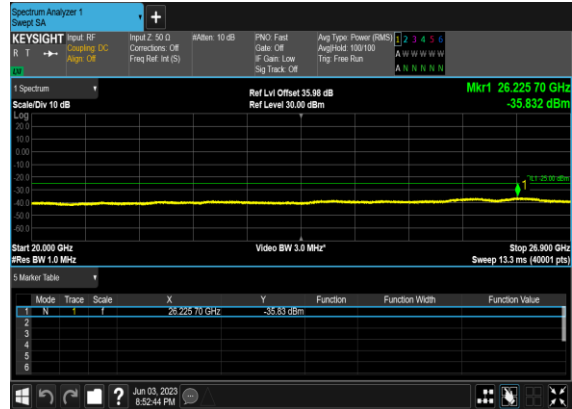 Spectrum Analyzer 1
Swept SA
+
KEYSIGHT Input: RF Input Z: 50 Ω #Atten: 10 dB PNO: Fast Avg Type: Power (RMS) 1 2 3 4 5 6
R T Coupling: DC Corrections: Off Gate: Off Avg|Hold: 100/100 A W W W W W
Align: Off Freq Ref: Int (S) IF Gain: Low Trig: Free Run
Sig Track: Off A N N N N N
1 Spectrum Ref Lvl Offset 35.98 dB Mkr1 26.225 70 GHz
Scale/Div 10 dB Ref Level 30.00 dBm -35.832 dBm
Log
20.0
10.0
0.00
-10.0
-20.0
-30.0
-40.0
-50.0
-60.0
1
Start 20.000 GHz Video BW 3.0 MHz* Stop 26.900 GHz
#Res BW 1.0 MHz Sweep 13.3 ms (40001 pts)
5 Marker Table
Mode Trace Scale X Y Function Function Width Function Value
1 N 1 f 26.225 70 GHz -35.83 dBm
2
3
4
5
6
? Jun 03, 2023
8:52:44 PM